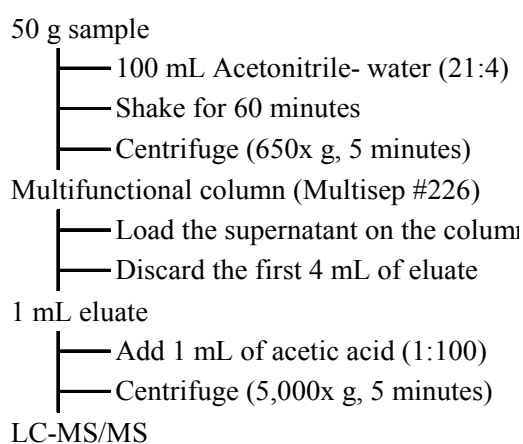 50 g sample
100 mL Acetonitrile- water (21:4)
Shake for 60 minutes
Centrifuge (650x g, 5 minutes)
Multifunctional column (Multisep #226)
Load the supernatant on the column
Discard the first 4 mL of eluate
1 mL eluate
Add 1 mL of acetic acid (1:100)
Centrifuge (5,000x g, 5 minutes)
LC-MS/MS